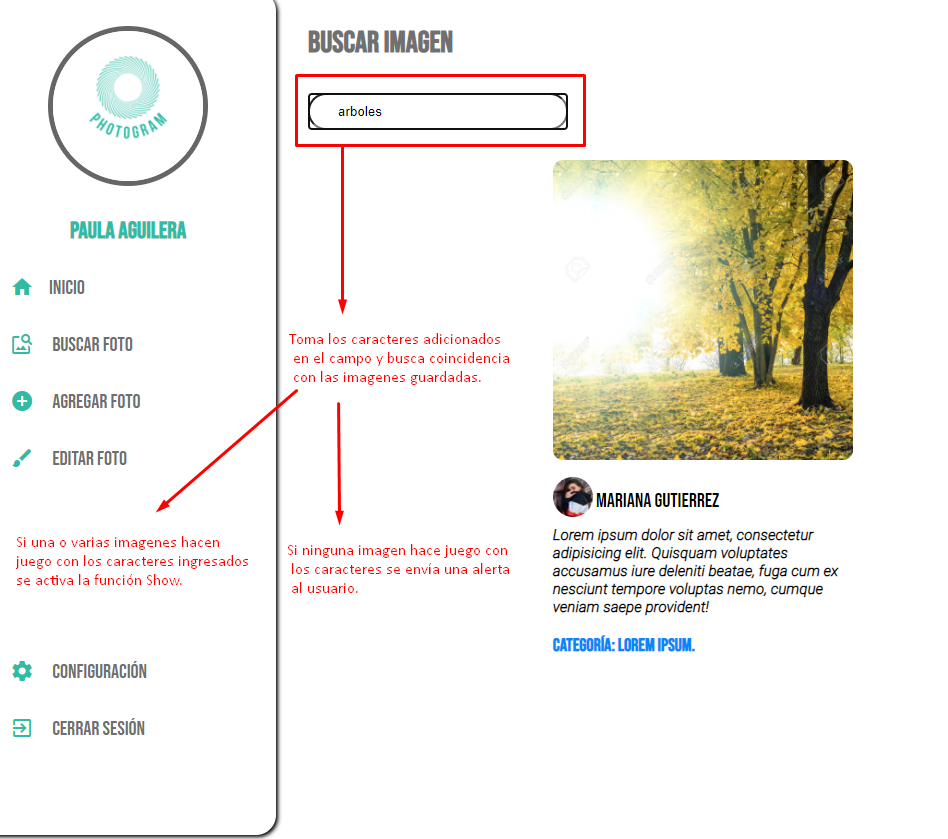 PHOTOGRAM
PAULA AGUILERA
INICIO
BUSCAR FOTO
AGREGAR FOTO
EDITAR FOTO
Si una o varias imagenes hacen
juego con los caracteres ingresados
se activa la función Show.
CONFIGURACIÓN
CERRAR SESIÓN
BUSCAR IMAGEN
arboles
Toma los caracteres adicionados
en el campo y busca coincidencia
con las imagenes guardadas.
Si ninguna imagen hace juego con
los caracteres se envía una alerta
al usuario.
MARIANA GUTIERREZ
Lorem ipsum dolor sit amet, consectetur
adipisicing elit. Quisquam voluptates
accusamus iure deleniti beatae, fuga cum ex
nesciunt tempore voluptas nemo, cumque
veniam saepe provident!
CATEGORÍA: LOREM IPSUM.